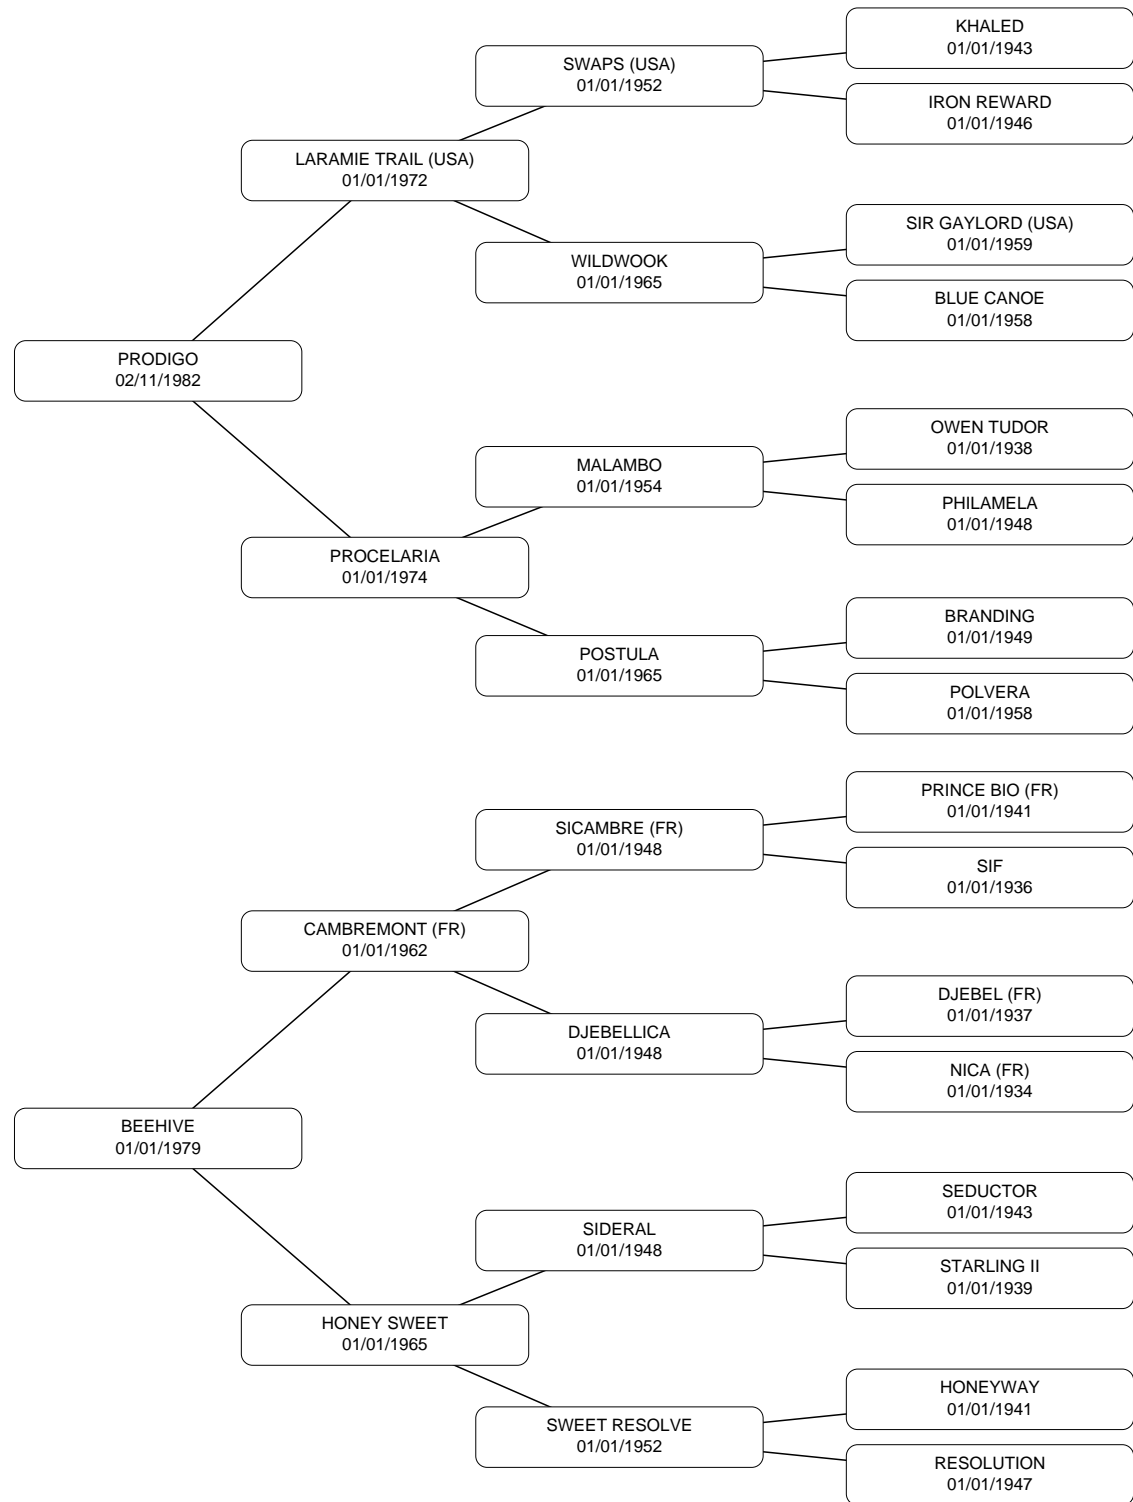 KHALED
01/01/1943
SWAPS (USA)
01/01/1952
IRON REWARD
01/01/1946
LARAMIE TRAIL (USA)
01/01/1972
SIR GAYLORD (USA)
01/01/1959
WILDWOOK
01/01/1965
BLUE CANOE
01/01/1958
PRODIGO
02/11/1982
OWEN TUDOR
01/01/1938
MALAMBO
01/01/1954
PHILAMELA
01/01/1948
PROCELARIA
01/01/1974
BRANDING
01/01/1949
POSTULA
01/01/1965
POLVERA
01/01/1958
PRINCE BIO (FR)
01/01/1941
SICAMBRE (FR)
01/01/1948
SIF
01/01/1936
CAMBREMONT (FR)
01/01/1962
DJEBEL (FR)
01/01/1937
DJEBELLICA
01/01/1948
NICA (FR)
01/01/1934
BEEHIVE
01/01/1979
SEDUCTOR
01/01/1943
SIDERAL
01/01/1948
STARLING II
01/01/1939
HONEY SWEET
01/01/1965
HONEYWAY
01/01/1941
SWEET RESOLVE
01/01/1952
RESOLUTION
01/01/1947